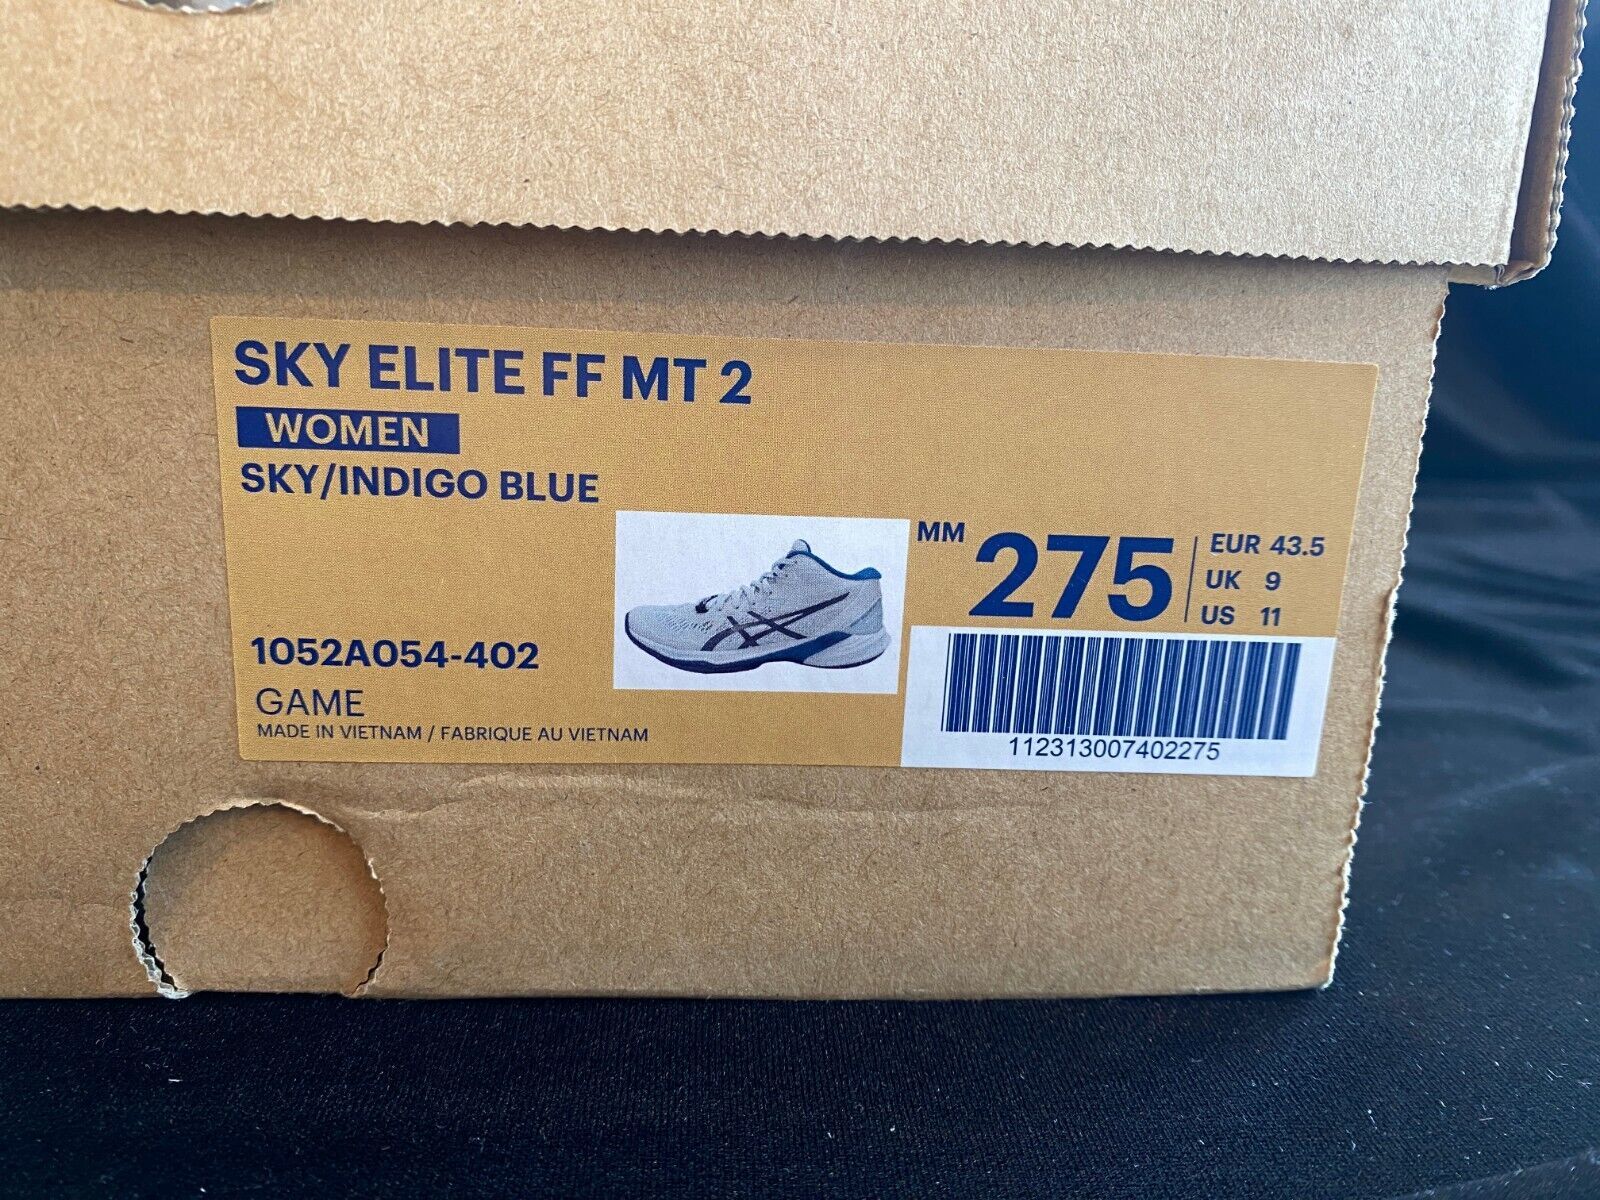 SKY ELITE FF MT 2
WOMEN
SKY/INDIGO BLUE
MM 275
EUR 43.5
UK 9
US 11
1052A054-402
GAME
MADE IN VIETNAM / FABRIQUE AU VIETNAM
112313007402275